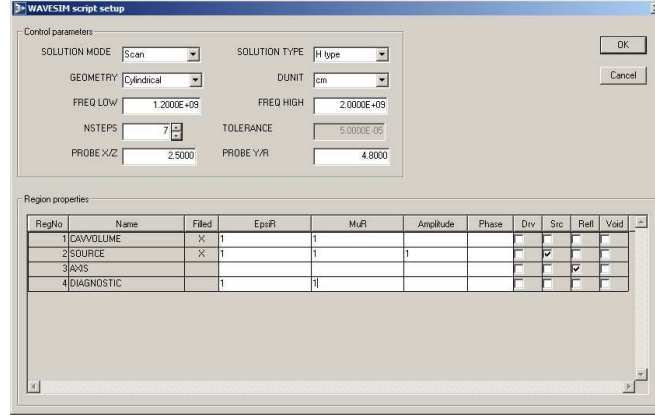 WAVESIM script setup
Control parameters
SOLUTION MODE Scan SOLUTION TYPE H type
GEOMETRY Cylindrical DUNIT cm
FREQ LOW 1.2000E+09 FREQ HIGH 2.0000E+09
NSTEPS 7 TOLERANCE 5.0000E-05
PROBE X/Z 2.5000 PROBE Y/R 4.8000
OK
Cancel
Region properties
RegNo Name Filled EpsiR MuR Amplitude Phase Drv Src Refl Void
1 CAVVOLUME X 1 1
2 SOURCE X 1 1 1
3 AXIS
4 DIAGNOSTIC 1 1